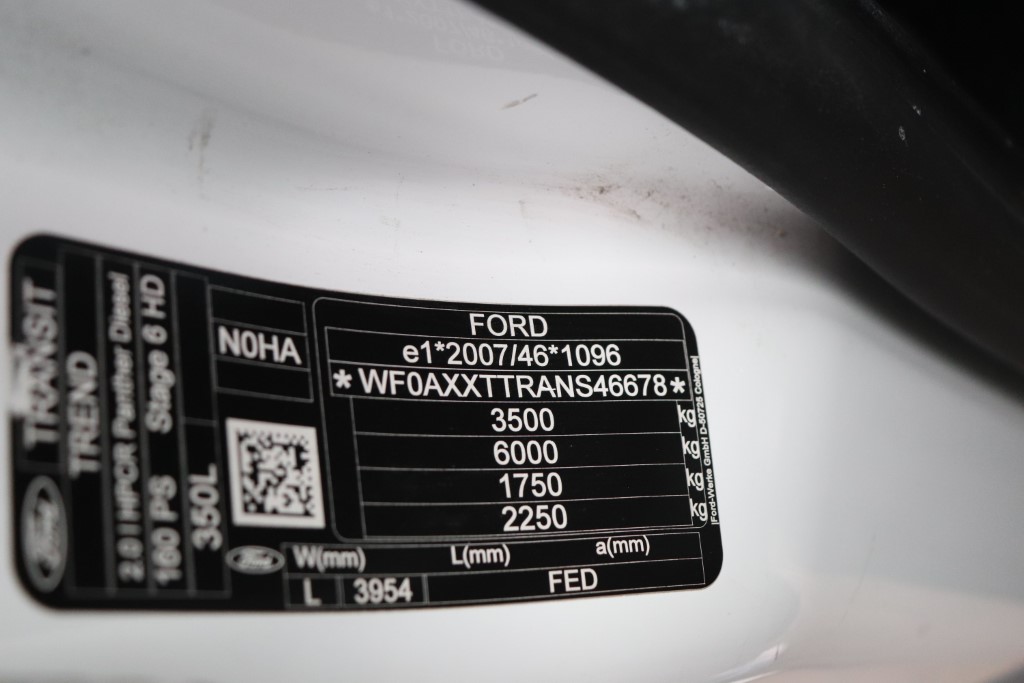 TRANSIT
TREND
2.0 l HPCR Panther Diesel
160 PS Stage 6 HD
350L
Ford
N0HA
Ford
FORD
e1*2007/46*1096
* WF0AXXTTRANS46678 *
3500 kg
6000 kg
1750 kg
2250 kg
Ford-Werke GmbH D-50725 Cologne
W(mm) L(mm) a(mm)
L 3954 FED